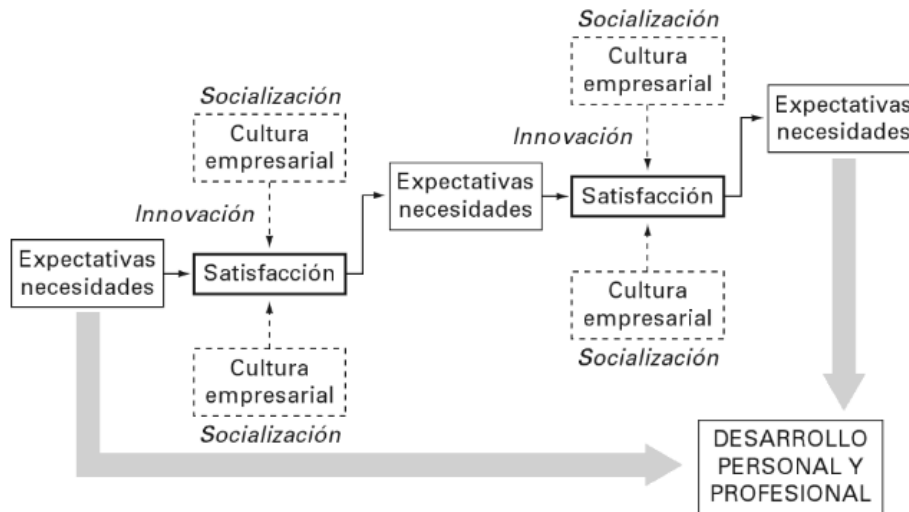 Socialización
Cultura
empresarial
Innovación
Expectativas
necesidades
Satisfacción
Cultura
empresarial
Socialización
Expectativas
necesidades
Socialización
Cultura
empresarial
Innovación
Satisfacción
Cultura
empresarial
Socialización
Expectativas
necesidades
DESARROLLO
PERSONAL Y
PROFESIONAL